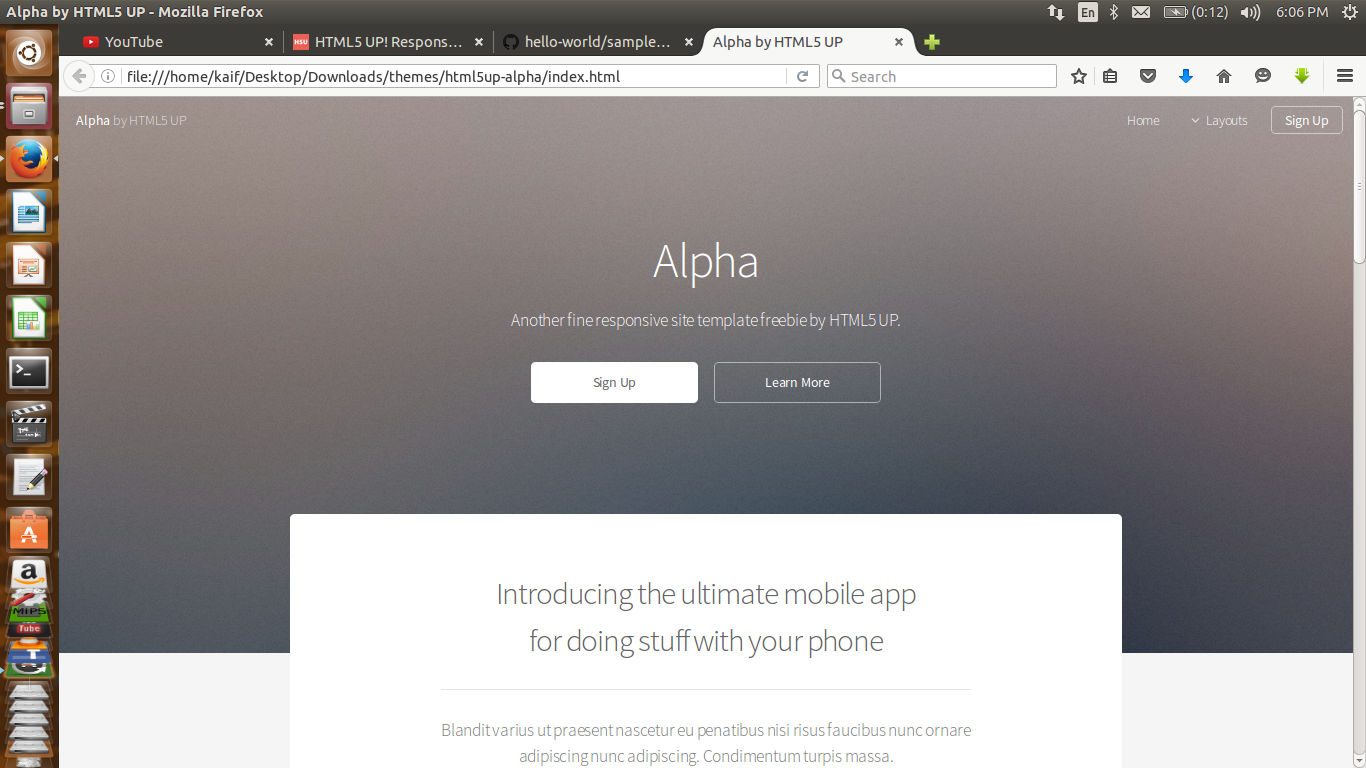 Alpha by HTML5 UP - Mozilla Firefox
En
(0:12)
6:06 PM
YouTube
HSU
HTML5 UP! Respons...
hello-world/sample...
Alpha by HTML5 UP
file:///home/kaif/Desktop/Downloads/themes/html5up-alpha/index.html
Search
Alpha by HTML5 UP
Home
Layouts
Sign Up
Alpha
Another fine responsive site template freebie by HTML5 UP.
Sign Up
Learn More
Introducing the ultimate mobile app
for doing stuff with your phone
Blandit varius ut praesent nascetur eu penatibus nisi risus faucibus nunc ornare
adipiscing nunc adipiscing. Condimentum turpis massa.
>_
A
a
MIPS
Tube
T